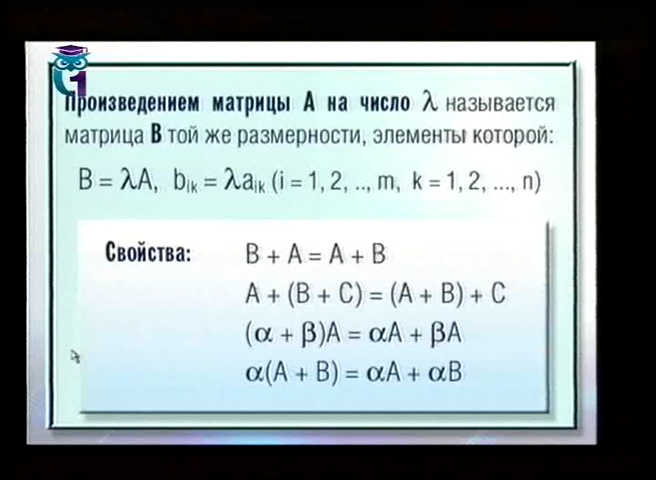 Произведением матрицы A на число λ называется
матрица B той же размерности, элементы которой:
B = λA, bᵢₖ = λaᵢₖ (i = 1, 2, .., m, k = 1, 2, ..., n)
Свойства: B + A = A + B
A + (B + C) = (A + B) + C
(α + β)A = αA + βA
α(A + B) = αA + αB
1